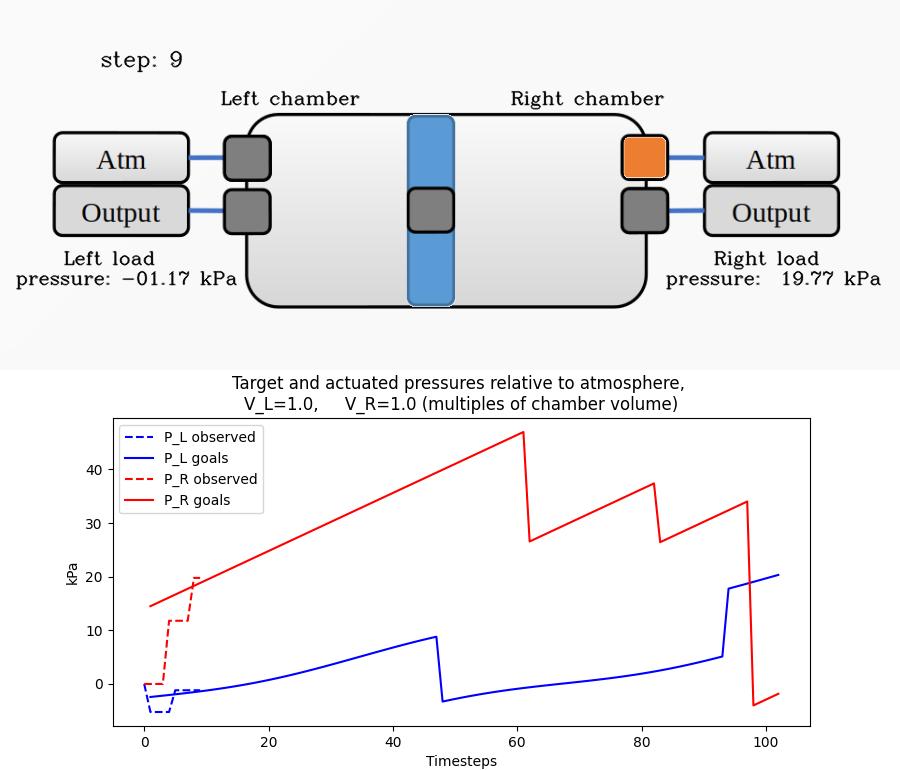 step: 9
Left chamber
Right chamber
Atm
Atm
Output
Output
Left load
pressure: -01.17 kPa
Right load
pressure: 19.77 kPa
Target and actuated pressures relative to atmosphere,
V_L=1.0, V_R=1.0 (multiples of chamber volume)
P_L observed
P_L goals
P_R observed
P_R goals
kPa
40
30
20
10
0
0 20 40 60 80 100
Timesteps